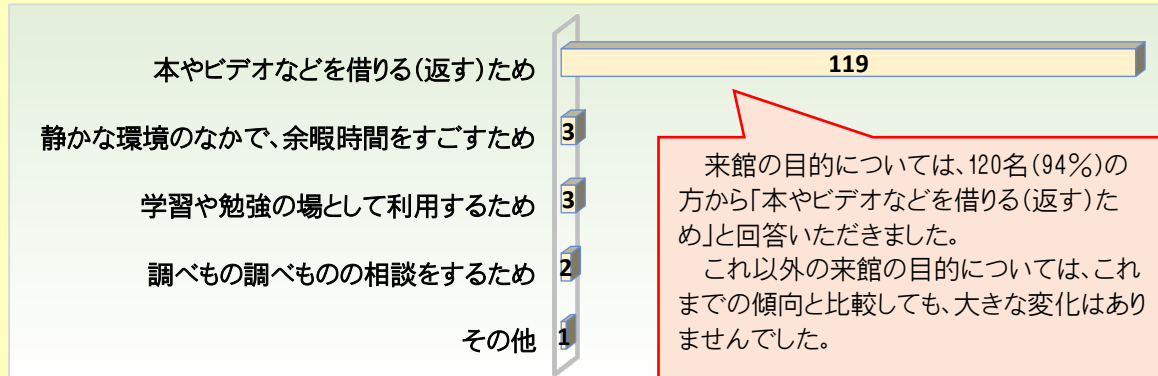 本やビデオなどを借りる(返す)ため
119
静かな環境のなかで、余暇時間をすごすため
3
学習や勉強の場として利用するため
3
調べもの調べものの相談をするため
2
その他
1
来館の目的については、120名(94%)の
方から「本やビデオなどを借りる(返す)た
め」と回答いただきました。
これ以外の来館の目的については、これ
までの傾向と比較しても、大きな変化はあり
ませんでした。